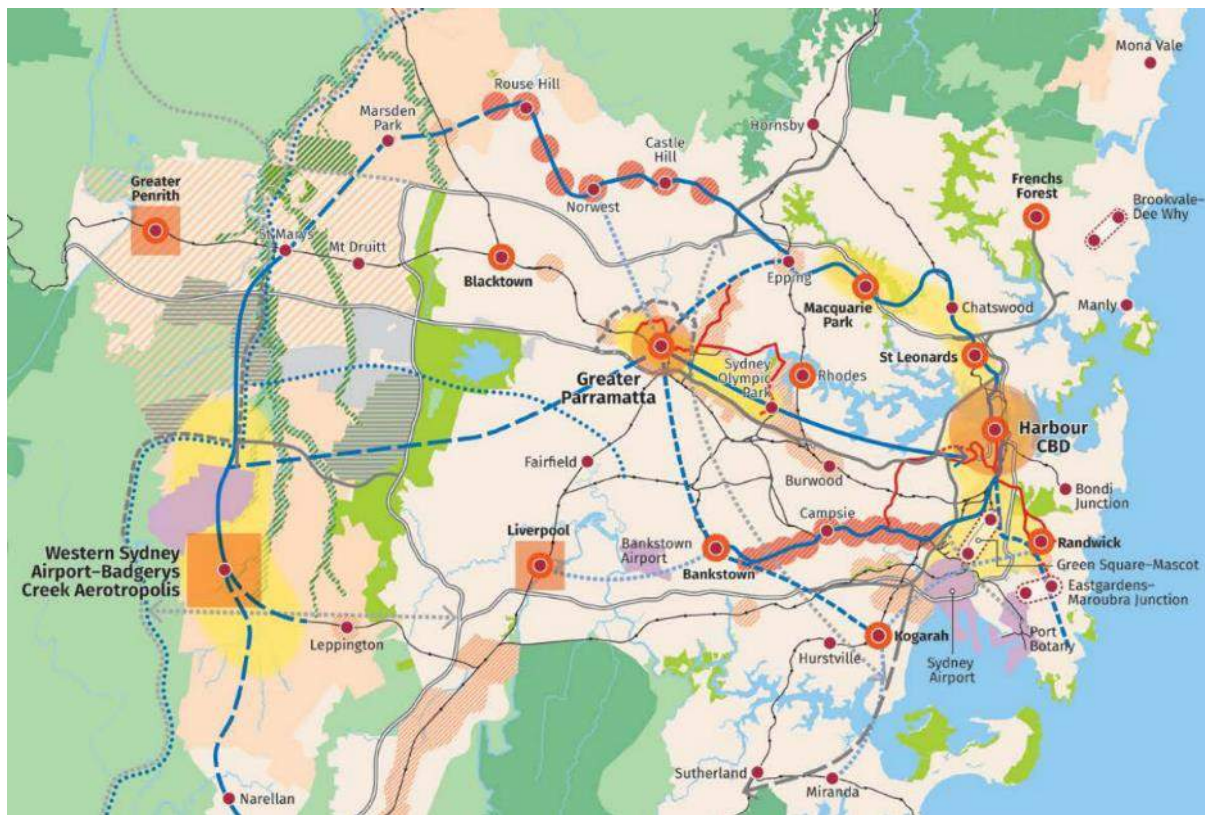 Mona Vale
Rouse Hill
Marsden
Park
Hornsby
Castle
Hill
Greater
Penrith
Frenchs
Forest
Norwest
Brookvale–
Dee Why
St Marys
Mt Druitt
Blacktown
Epping
Macquarie
Park
Chatswood
Manly
St Leonards
Greater
Parramatta
Sydney
Olympic
Park
Rhodes
Harbour
CBD
Fairfield
Burwood
Bondi
Junction
Campsie
Liverpool
Bankstown
Airport
Bankstown
Randwick
Western Sydney
Airport–Badgerys
Creek Aerotropolis
Green Square–Mascot
Eastgardens–
Maroubra Junction
Leppington
Kogarah
Hurstville
Port
Botany
Sydney
Airport
Sutherland
Miranda
Narellan